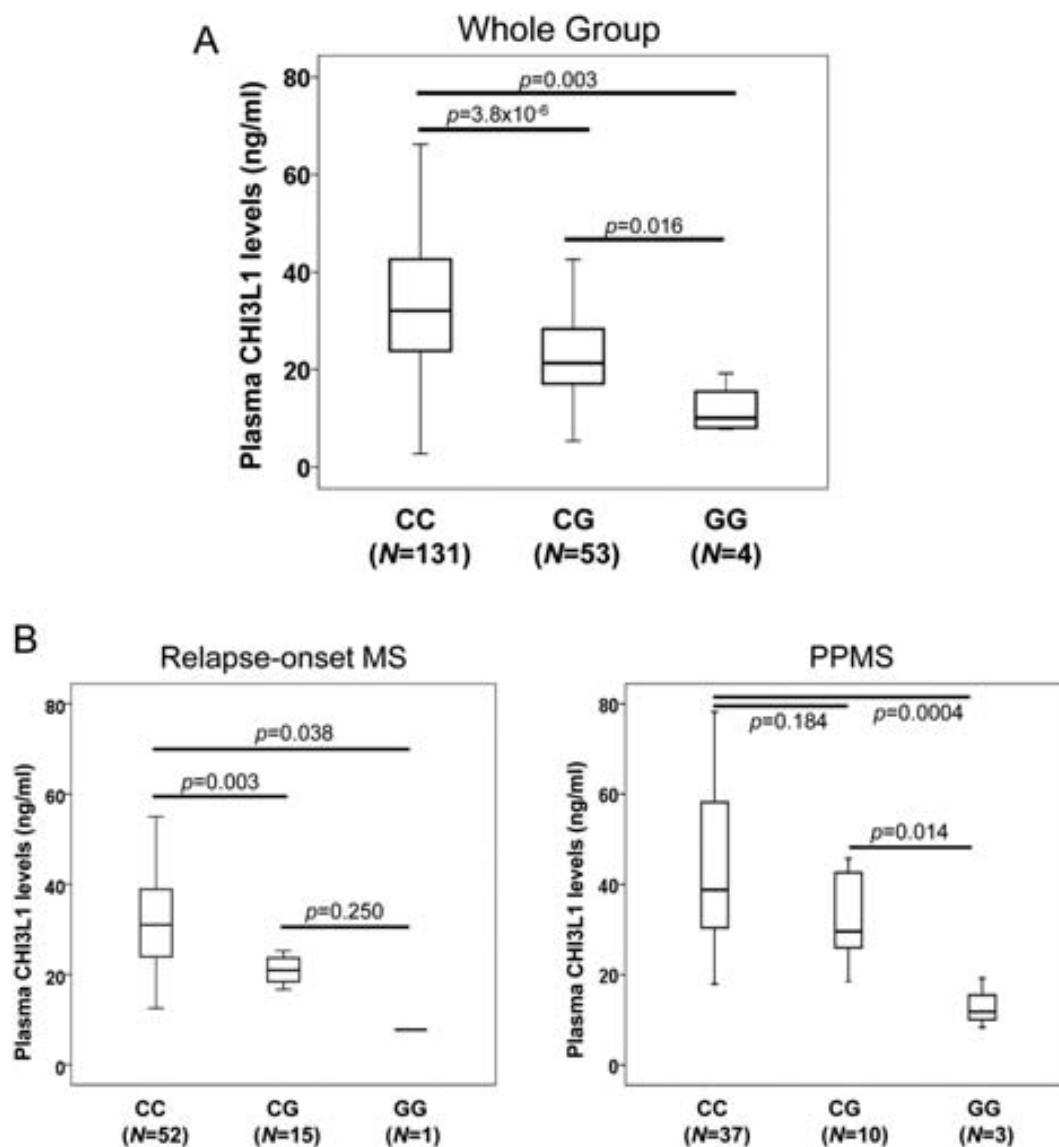 A
Whole Group
Plasma CHI3L1 levels (ng/ml)
80
60
40
20
0
p=0.003
p=3.8x10⁻⁶
p=0.016
CC CG GG
(N=131) (N=53) (N=4)
B
Relapse-onset MS
Plasma CHI3L1 levels (ng/ml)
80
60
40
20
0
p=0.038
p=0.003
p=0.250
CC CG GG
(N=52) (N=15) (N=1)
PPMS
Plasma CHI3L1 levels (ng/ml)
80
60
40
20
0
p=0.184 p=0.0004
p=0.014
CC CG GG
(N=37) (N=10) (N=3)